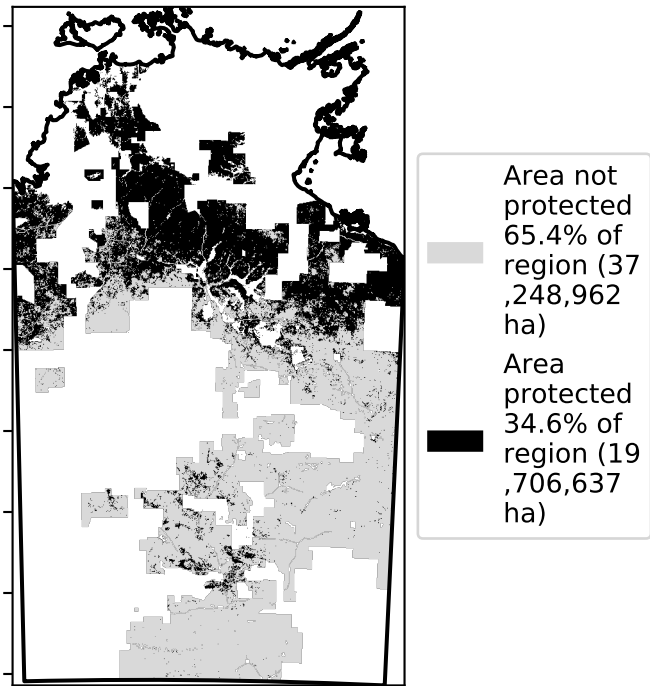 Area not
protected
65.4% of
region (37
,248,962
ha)
Area
protected
34.6% of
region (19
,706,637
ha)